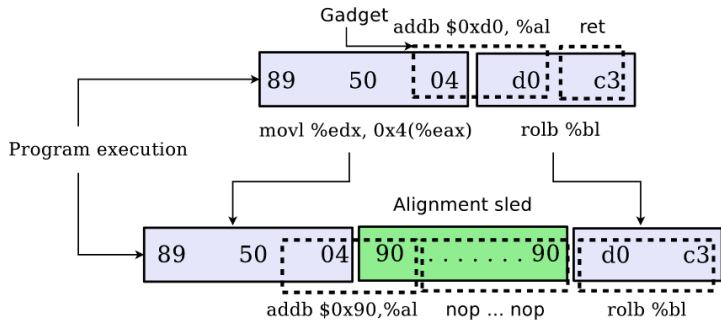 Gadget
addb $0xd0, %al ret
89 50 04 d0 c3
movl %edx, 0x4(%eax) rolb %bl
Program execution
Alignment sled
89 50 04 90 ....... 90 d0 c3
addb $0x90,%al nop ... nop rolb %bl